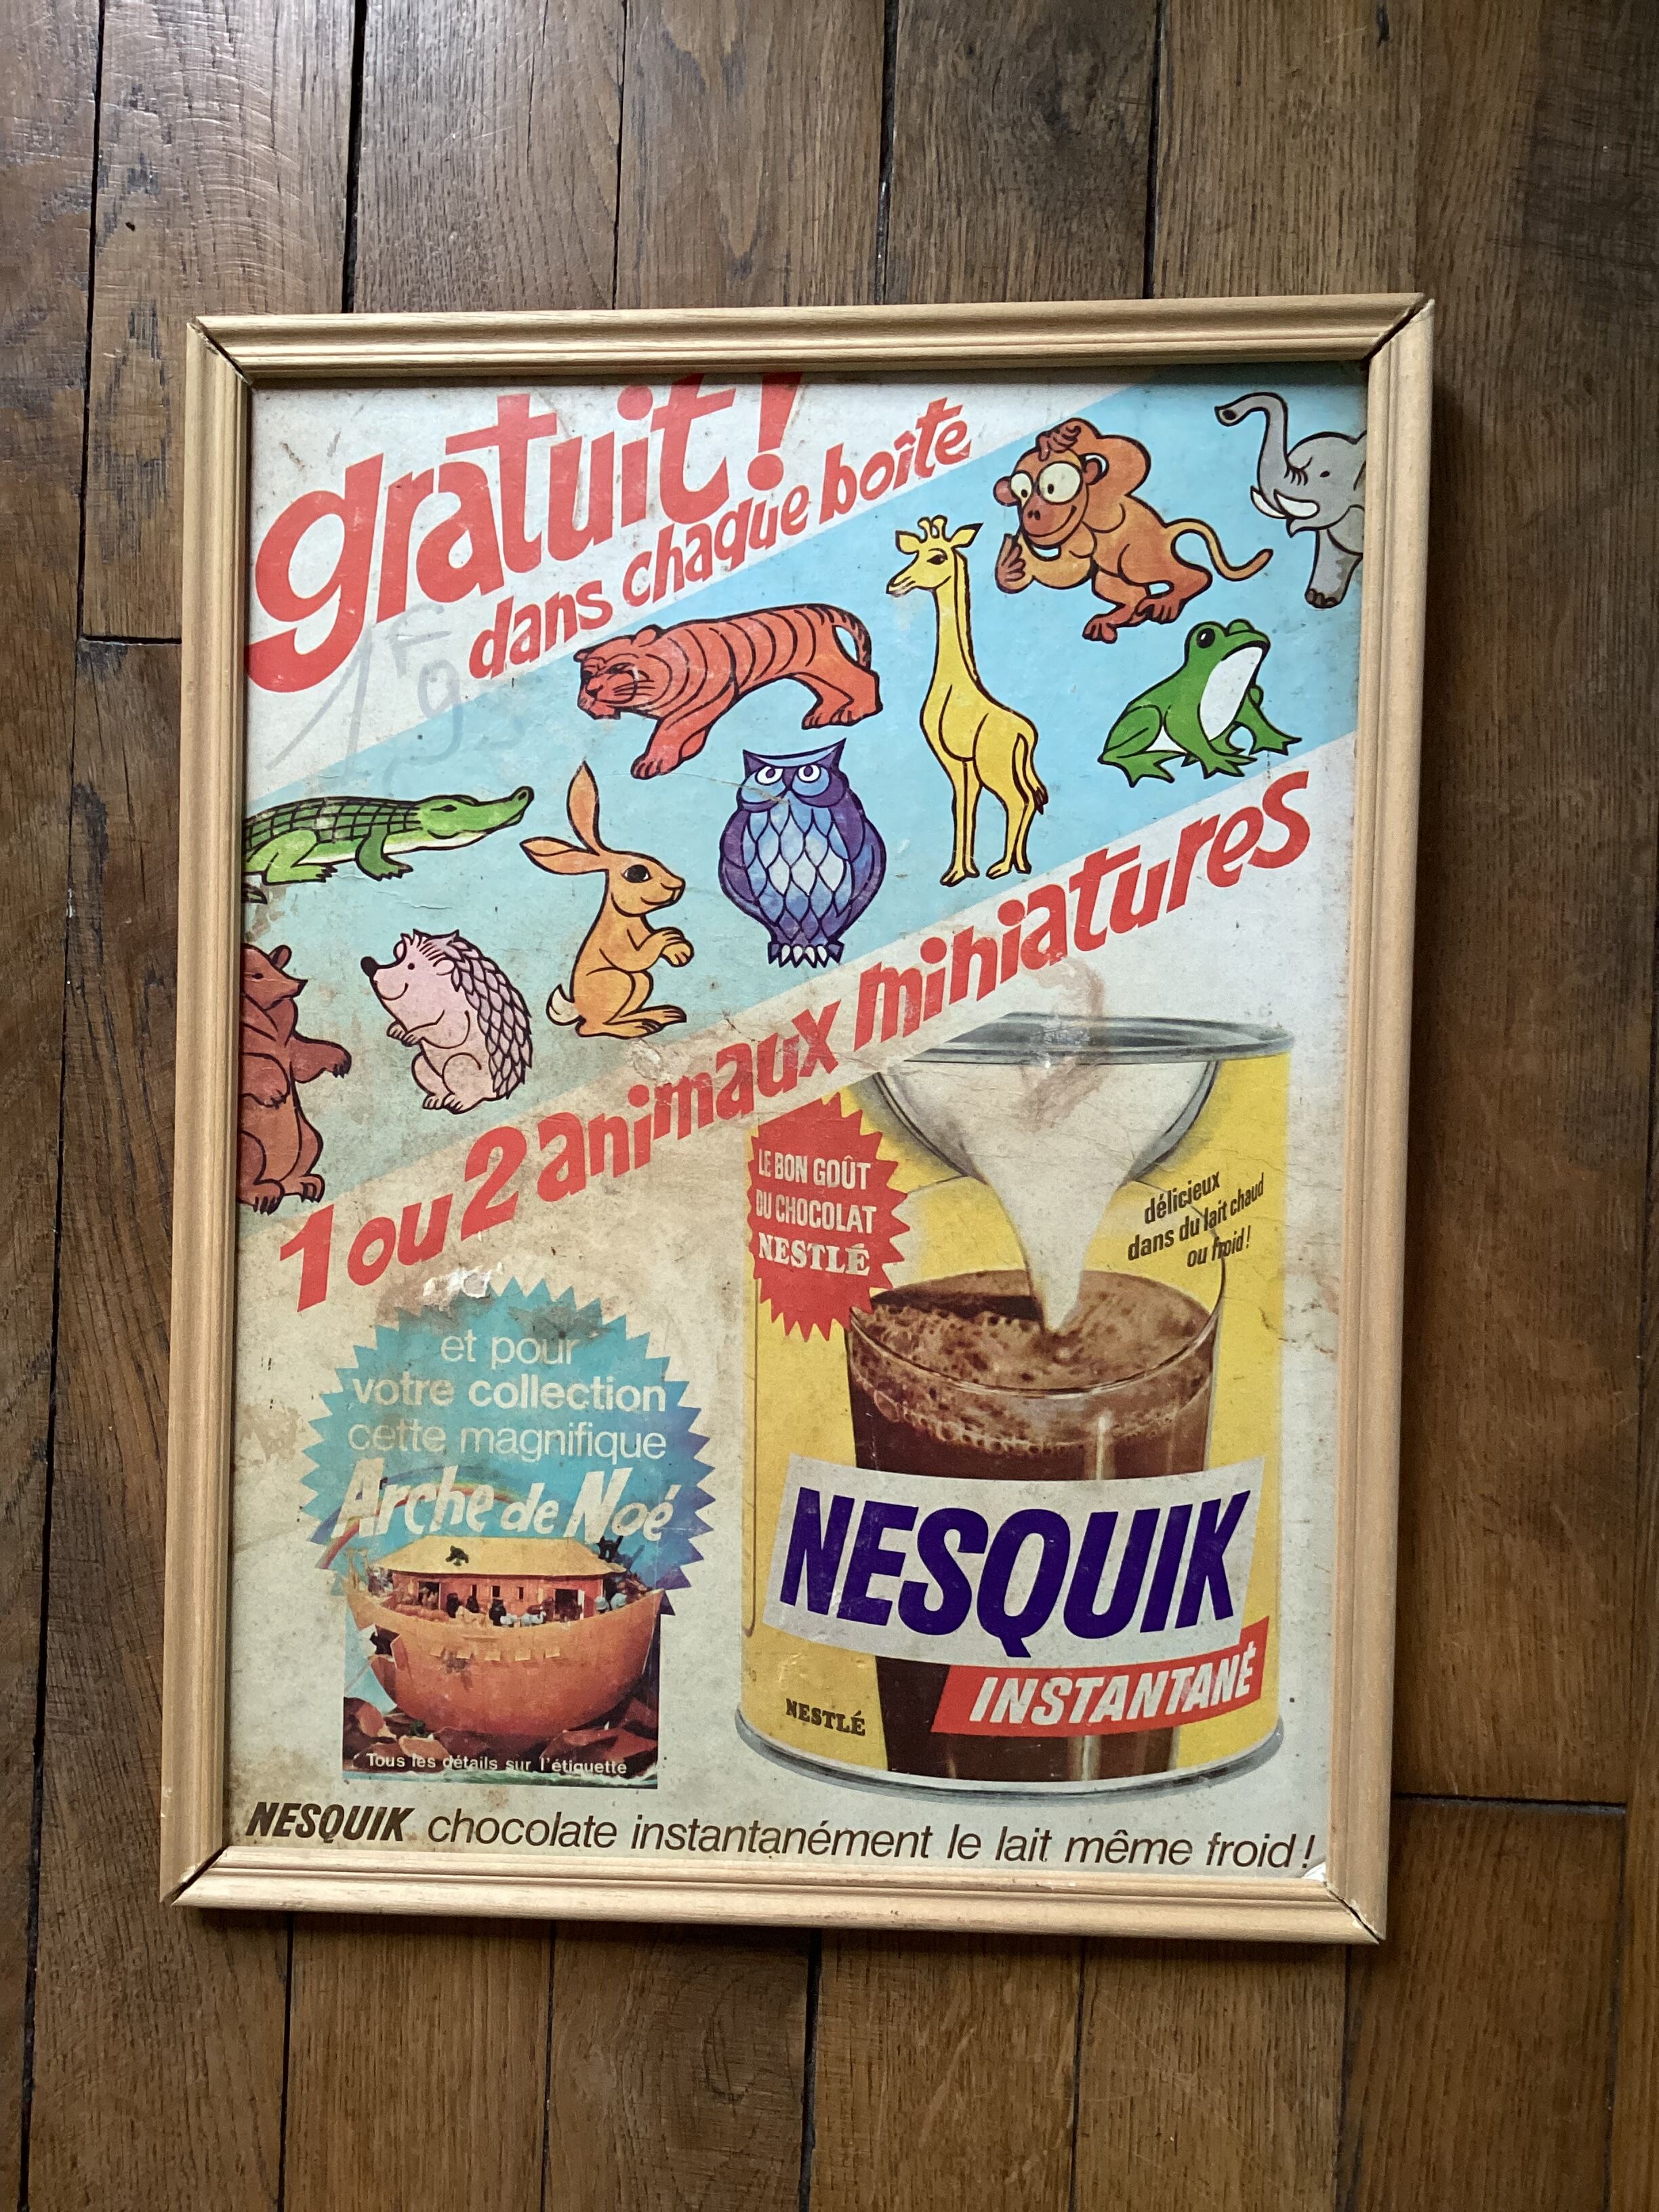 gratuit!
dans chaque boîte
1F
9
1 ou 2 animaux miniatures
LE BON GOÛT
DU CHOCOLAT
NESTLÉ
délicieux
dans du lait chaud
ou froid!
et pour
votre collection
cette magnifique
Arche de Noé
Tous les détails sur l'étiquette
NESQUIK
INSTANTANÉ
NESTLÉ
NESQUIK chocolate instantanément le lait même froid!